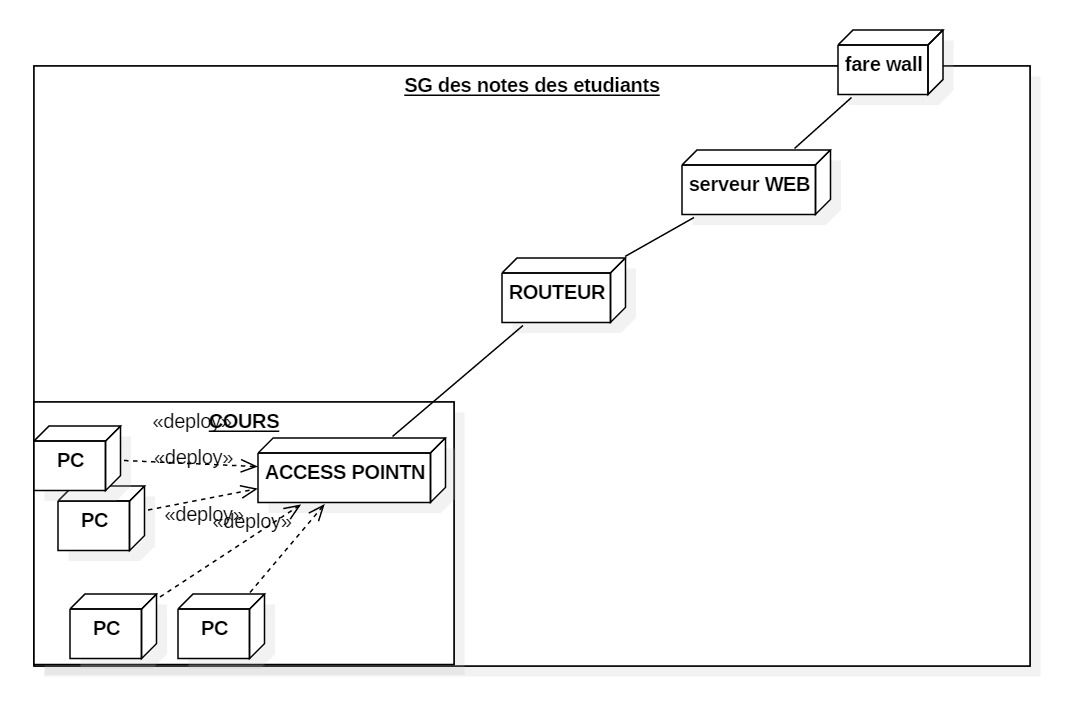 fare wall
SG des notes des etudiants
serveur WEB
ROUTEUR
«deploy»
COURS
PC
«deploy»
ACCESS POINTN
PC
«deploy»
«deploy»
PC
PC